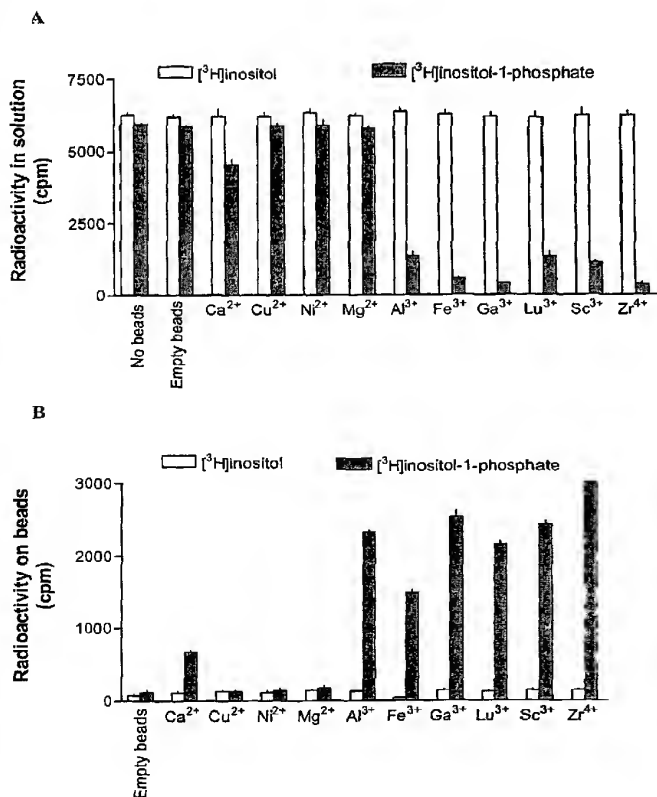 A
[³H]inositol [³H]inositol-1-phosphate
7500
5000
2500
0
Radioactivity in solution
(cpm)
No beads
Empty beads
Ca²⁺ Cu²⁺ Ni²⁺ Mg²⁺ Al³⁺ Fe³⁺ Ga³⁺ Lu³⁺ Sc³⁺ Zr⁴⁺
B
[³H]inositol [³H]inositol-1-phosphate
3000
2000
1000
0
Radioactivity on beads
(cpm)
Empty beads
Ca²⁺ Cu²⁺ Ni²⁺ Mg²⁺ Al³⁺ Fe³⁺ Ga³⁺ Lu³⁺ Sc³⁺ Zr⁴⁺